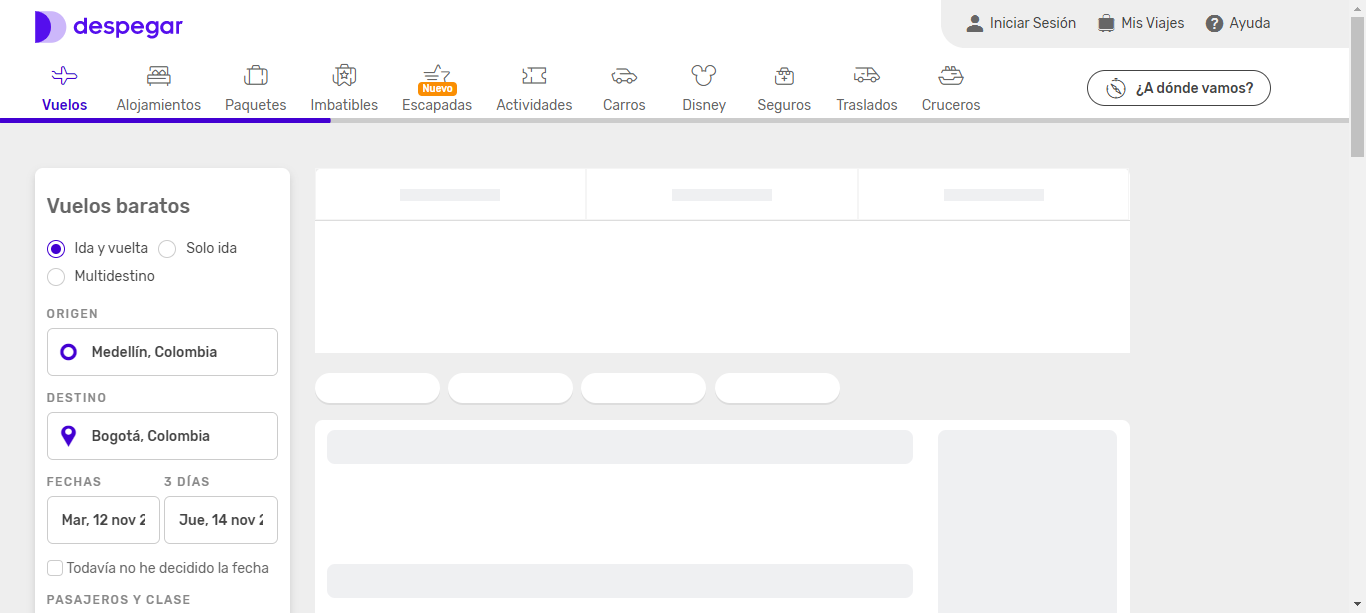 despegar
Iniciar Sesión
Mis Viajes
Ayuda
Vuelos
Alojamientos
Paquetes
Imbatibles
Nuevo
Escapadas
Actividades
Carros
Disney
Seguros
Traslados
Cruceros
¿A dónde vamos?
Vuelos baratos
Ida y vuelta
Solo ida
Multidestino
ORIGEN
Medellín, Colombia
DESTINO
Bogotá, Colombia
FECHAS
3 DÍAS
Mar, 12 nov 2
Jue, 14 nov 2
Todavía no he decidido la fecha
PASAJEROS Y CLASE